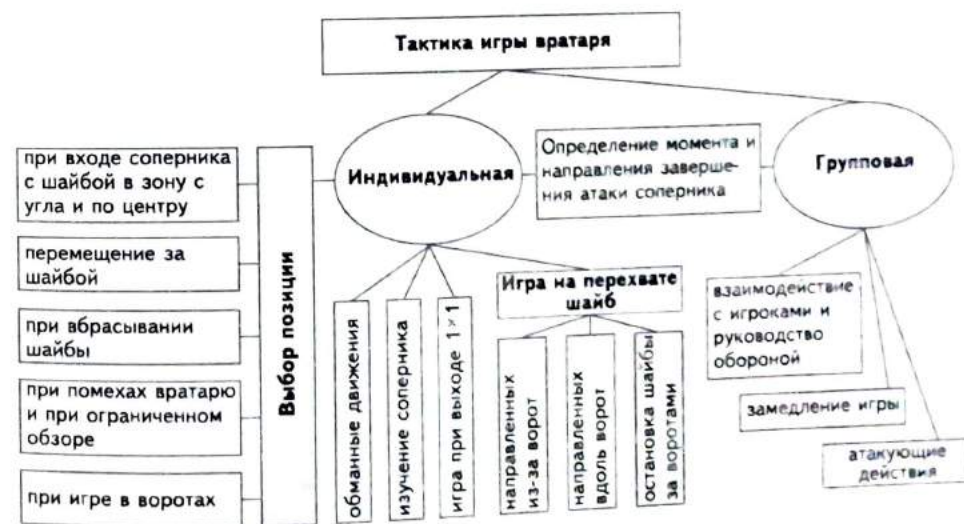 Тактика игры вратаря
Индивидуальная
Определение момента и
направления заверше-
ния атаки соперника
Групповая
Выбор позиции
при входе соперника
с шайбой в зону с
угла и по центру
перемещение за
шайбой
при вбрасывании
шайбы
при помехах вратарю
и при ограниченном
обзоре
при игре в воротах
обманные движения
изучение соперника
игра при выходе 1×1
Игра на перехвате
шайб
направленных
из-за ворот
направленных
вдоль ворот
остановка шайбы
за воротами
взаимодействие
с игроками и
руководство
обороной
замедление игры
атакующие
действия